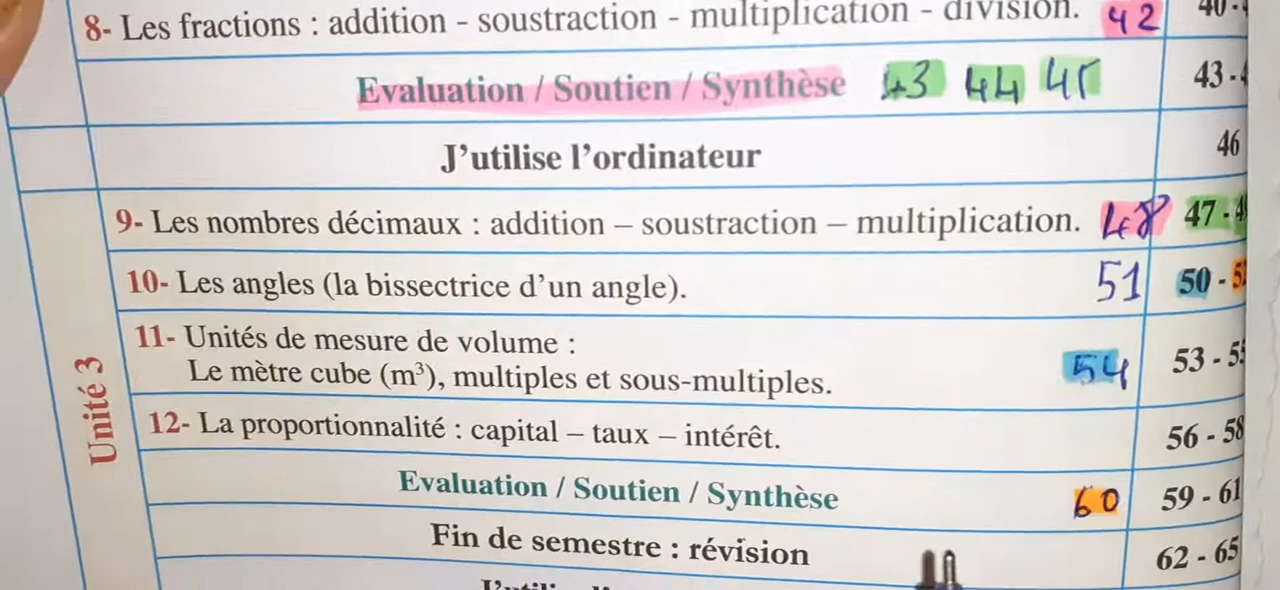 8- Les fractions : addition - soustraction - multiplication - division. 42
Evaluation / Soutien / Synthèse 43 44 45 43 -
J’utilise l’ordinateur 46
9- Les nombres décimaux : addition – soustraction – multiplication. 48 47 - 4
10- Les angles (la bissectrice d’un angle). 51 50 - 5
Unité 3
11- Unités de mesure de volume :
Le mètre cube (m³), multiples et sous-multiples. 54 53 - 55
12- La proportionnalité : capital – taux – intérêt. 56 - 58
Evaluation / Soutien / Synthèse 60 59 - 61
Fin de semestre : révision 62 - 65